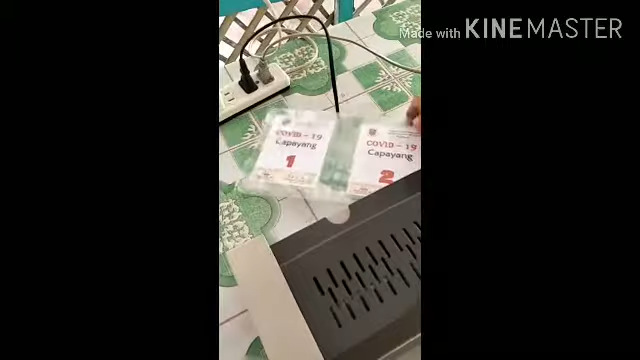 Made with KINEMASTER
COVID - 19
Capayang
1
COVID - 19
Capayang
2